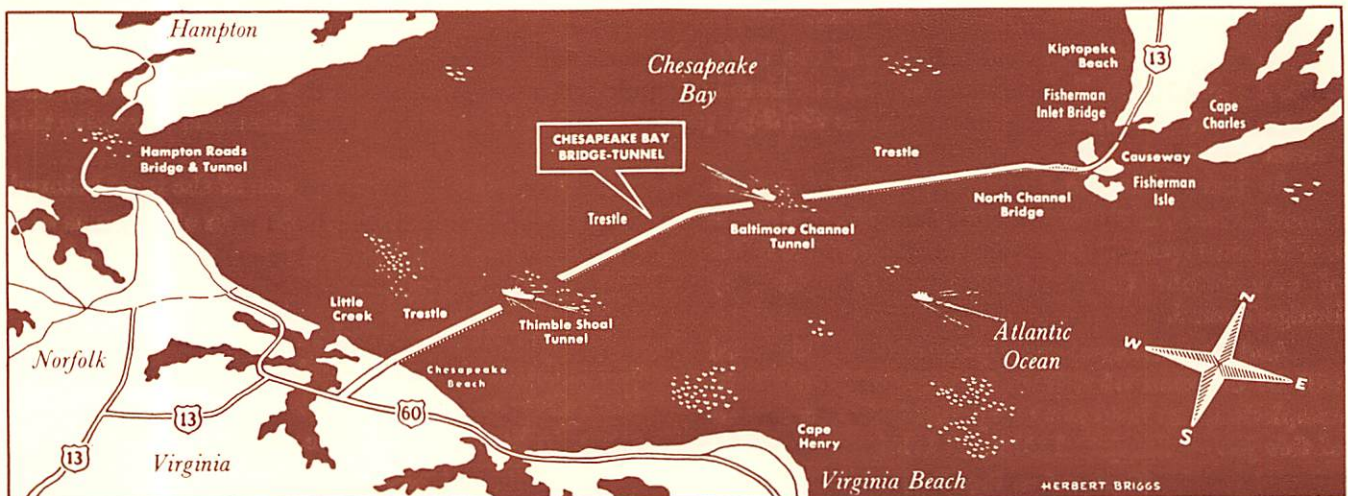 Hampton
Chesapeake
Bay
Kiptopeke
Beach
13
Fisherman
Inlet Bridge
Cape
Charles
Hampton Roads
Bridge & Tunnel
CHESAPEAKE BAY
BRIDGE-TUNNEL
Trestle
Causeway
Fisherman
Isle
North Channel
Bridge
Trestle
Baltimore Channel
Tunnel
Little
Creek
Trestle
Thimble Shoal
Tunnel
Atlantic
Ocean
N
W
E
S
Norfolk
Chesapeake
Beach
13
60
13
Virginia
Cape
Henry
Virginia Beach
HERBERT BRIGGS